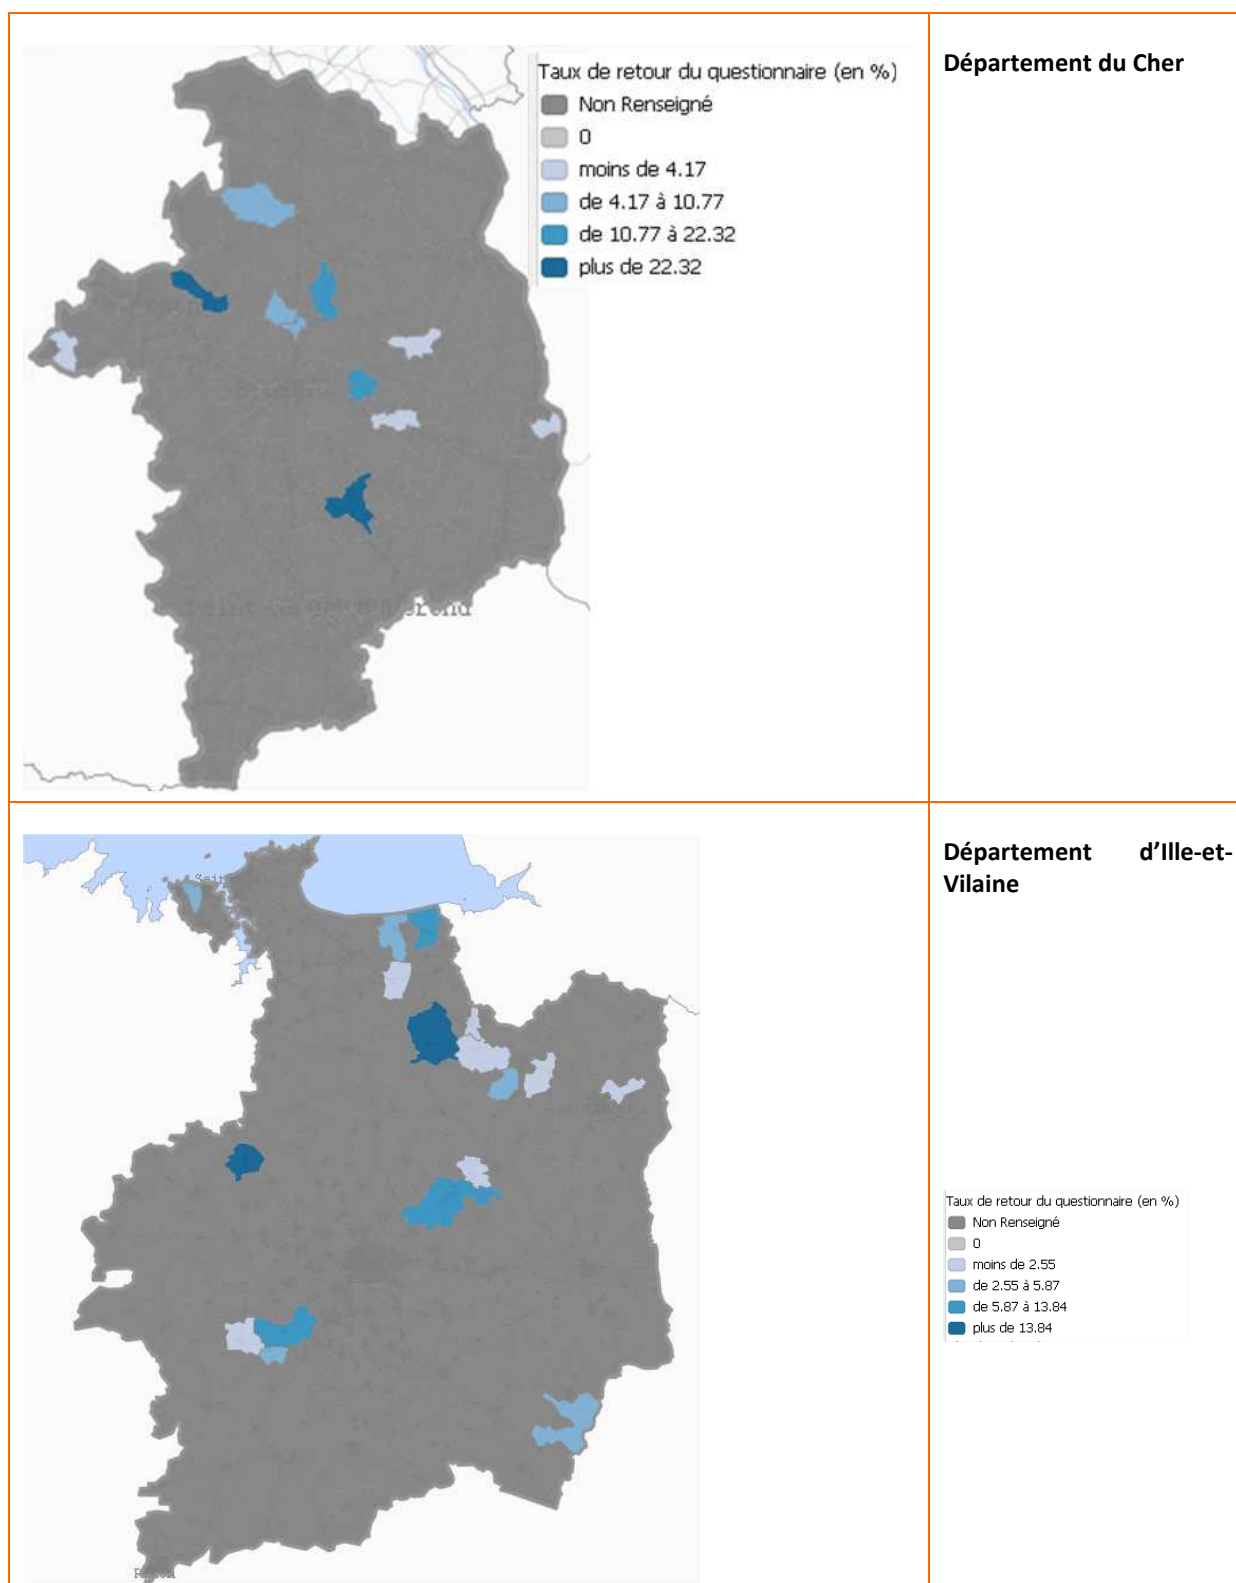 Taux de retour du questionnaire (en %)
Non Renseigné
0
moins de 4.17
de 4.17 à 10.77
de 10.77 à 22.32
plus de 22.32
Département du Cher
Département d'Ille-et-
Vilaine
Taux de retour du questionnaire (en %)
Non Renseigné
0
moins de 2.55
de 2.55 à 5.87
de 5.87 à 13.84
plus de 13.84